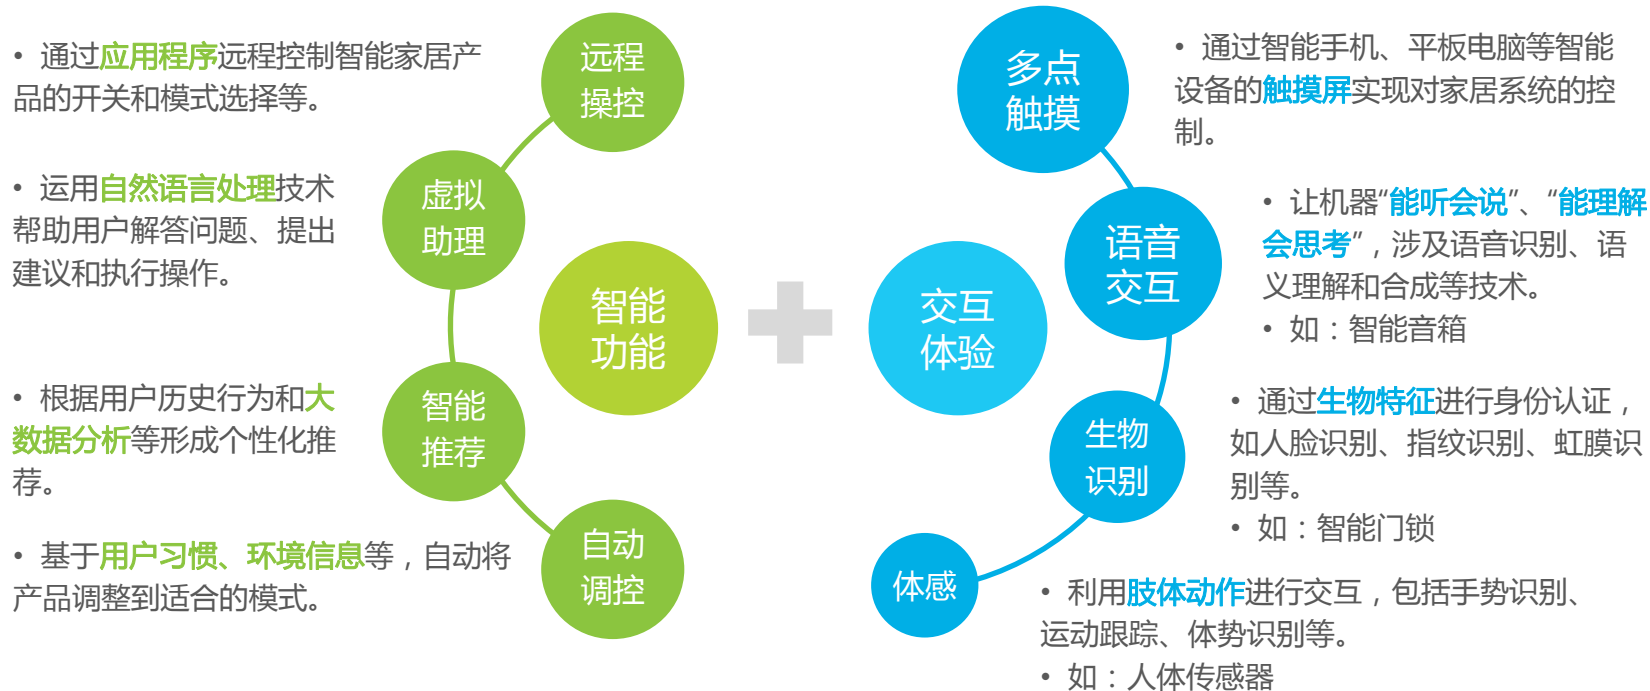 • 通过应用程序远程控制智能家居产
品的开关和模式选择等。
远程
操控
• 运用自然语言处理技术
帮助用户解答问题、提出
建议和执行操作。
虚拟
助理
• 根据用户历史行为和大
数据分析等形成个性化推
荐。
智能
推荐
• 基于用户习惯、环境信息等，自动将
产品调整到适合的模式。
自动
调控
智能
功能
交互
体验
多点
触摸
• 通过智能手机、平板电脑等智能
设备的触摸屏实现对家居系统的控
制。
语音
交互
• 让机器“能听会说”、“能理解
会思考”，涉及语音识别、语
义理解和合成等技术。
• 如：智能音箱
生物
识别
• 通过生物特征进行身份认证，
如人脸识别、指纹识别、虹膜识
别等。
• 如：智能门锁
体感
• 利用肢体动作进行交互，包括手势识别、
运动跟踪、体势识别等。
• 如：人体传感器